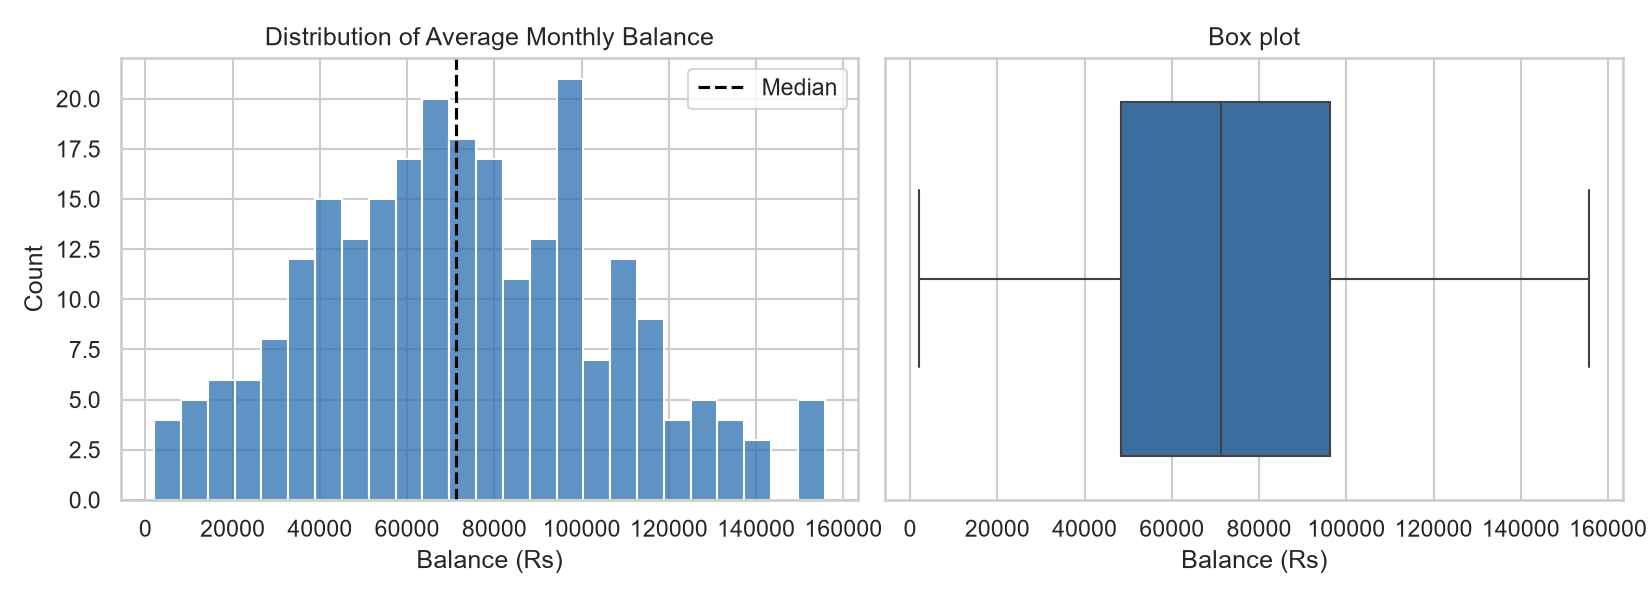 Distribution of Average Monthly Balance
Median
Count
20.0
17.5
15.0
12.5
10.0
7.5
5.0
2.5
0.0
0 20000 40000 60000 80000 100000 120000 140000 160000
Balance (Rs)
Box plot
0 20000 40000 60000 80000 100000 120000 140000 160000
Balance (Rs)